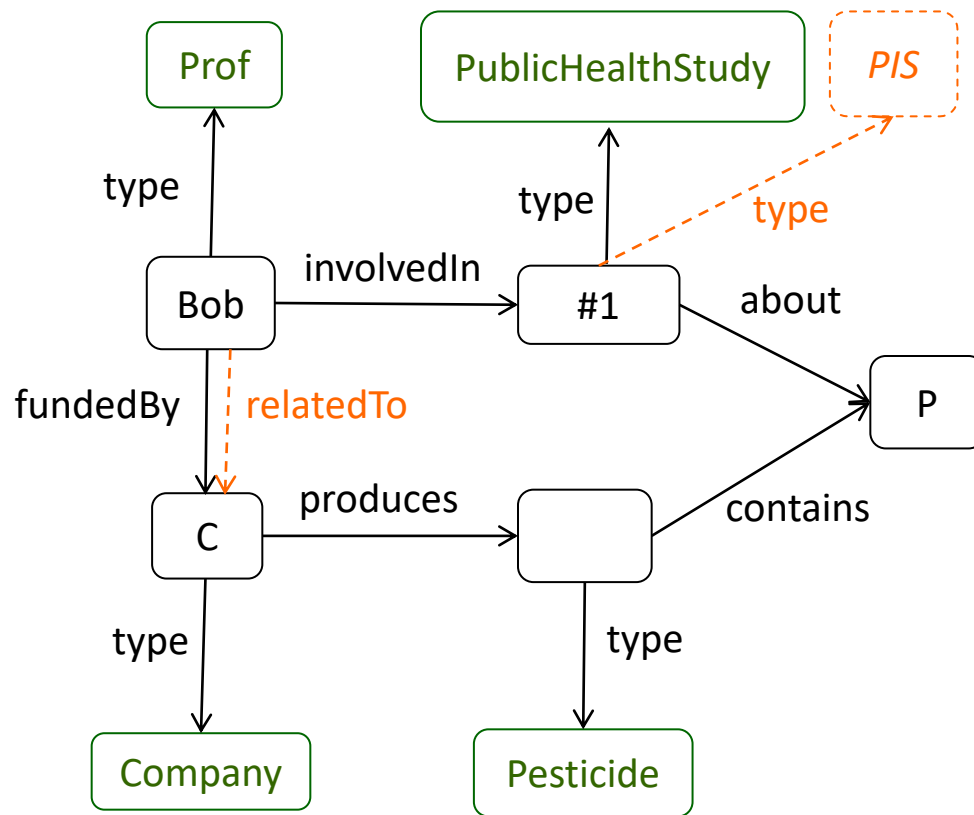 Prof
PublicHealthStudy
PIS
type
type
type
Bob
involvedIn
#1
about
fundedBy
relatedTo
P
C
produces
contains
type
type
Company
Pesticide